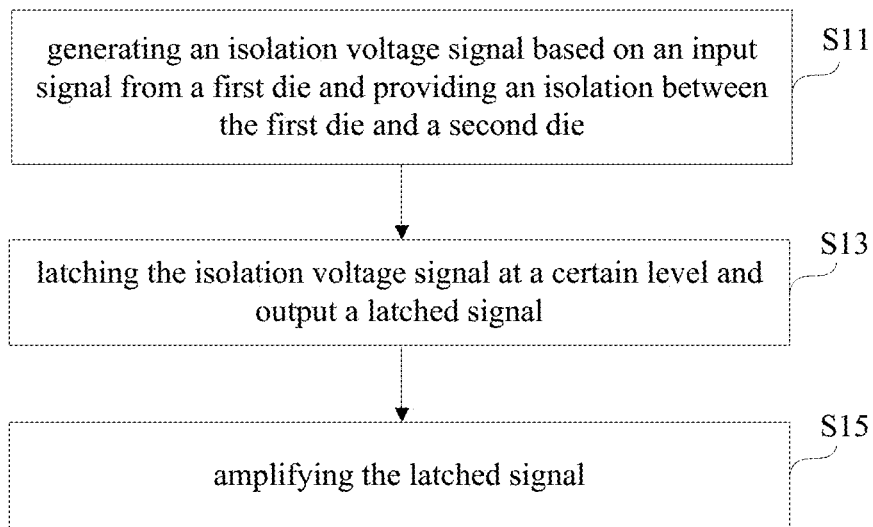 generating an isolation voltage signal based on an input
signal from a first die and providing an isolation between
the first die and a second die
S11
latching the isolation voltage signal at a certain level and
output a latched signal
S13
amplifying the latched signal
S15